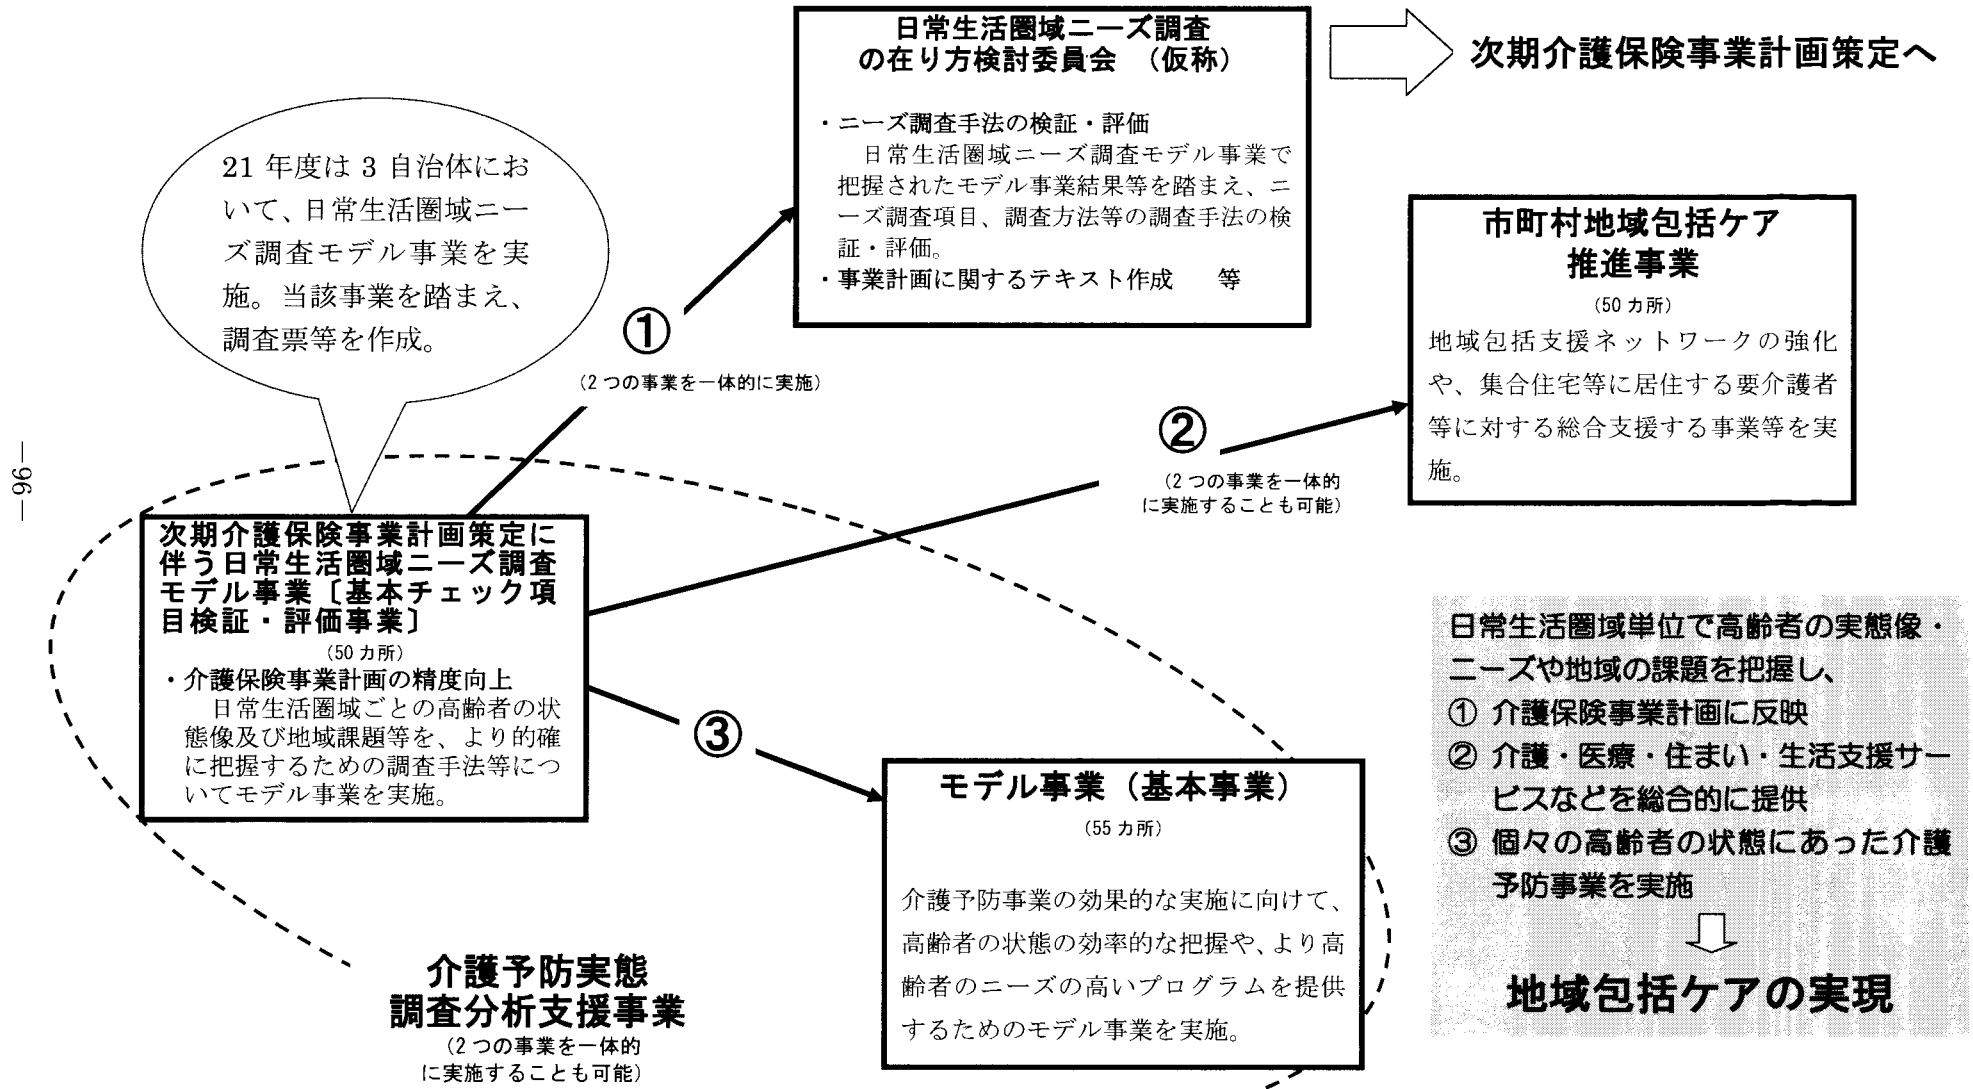 日常生活圏域ニーズ調査
の在り方検討委員会　（仮称）
・ニーズ調査手法の検証・評価
日常生活圏域ニーズ調査モデル事業で
把握されたモデル事業結果等を踏まえ、ニ
ーズ調査項目、調査方法等の調査手法の検
証・評価。
・事業計画に関するテキスト作成　等
次期介護保険事業計画策定へ
21 年度は 3 自治体にお
いて、日常生活圏域ニー
ズ調査モデル事業を実
施。当該事業を踏まえ、
調査票等を作成。
①
（2 つの事業を一体的に実施）
市町村地域包括ケア
推進事業
（50 カ所）
地域包括支援ネットワークの強化
や、集合住宅等に居住する要介護者
等に対する総合支援する事業等を実
施。
②
（2 つの事業を一体的
に実施することも可能）
－96－
次期介護保険事業計画策定に
伴う日常生活圏域ニーズ調査
モデル事業〔基本チェック項
目検証・評価事業〕
（50 カ所）
・介護保険事業計画の精度向上
日常生活圏域ごとの高齢者の状
態像及び地域課題等を、より的確
に把握するための調査手法等につ
いてモデル事業を実施。
③
モデル事業（基本事業）
（55 カ所）
介護予防事業の効果的な実施に向けて、
高齢者の状態の効率的な把握や、より高
齢者のニーズの高いプログラムを提供
するためのモデル事業を実施。
介護予防実態
調査分析支援事業
（2 つの事業を一体的
に実施することも可能）
日常生活圏域単位で高齢者の実態像・
ニーズや地域の課題を把握し、
① 介護保険事業計画に反映
② 介護・医療・住まい・生活支援サー
ビスなどを総合的に提供
③ 個々の高齢者の状態にあった介護
予防事業を実施
地域包括ケアの実現